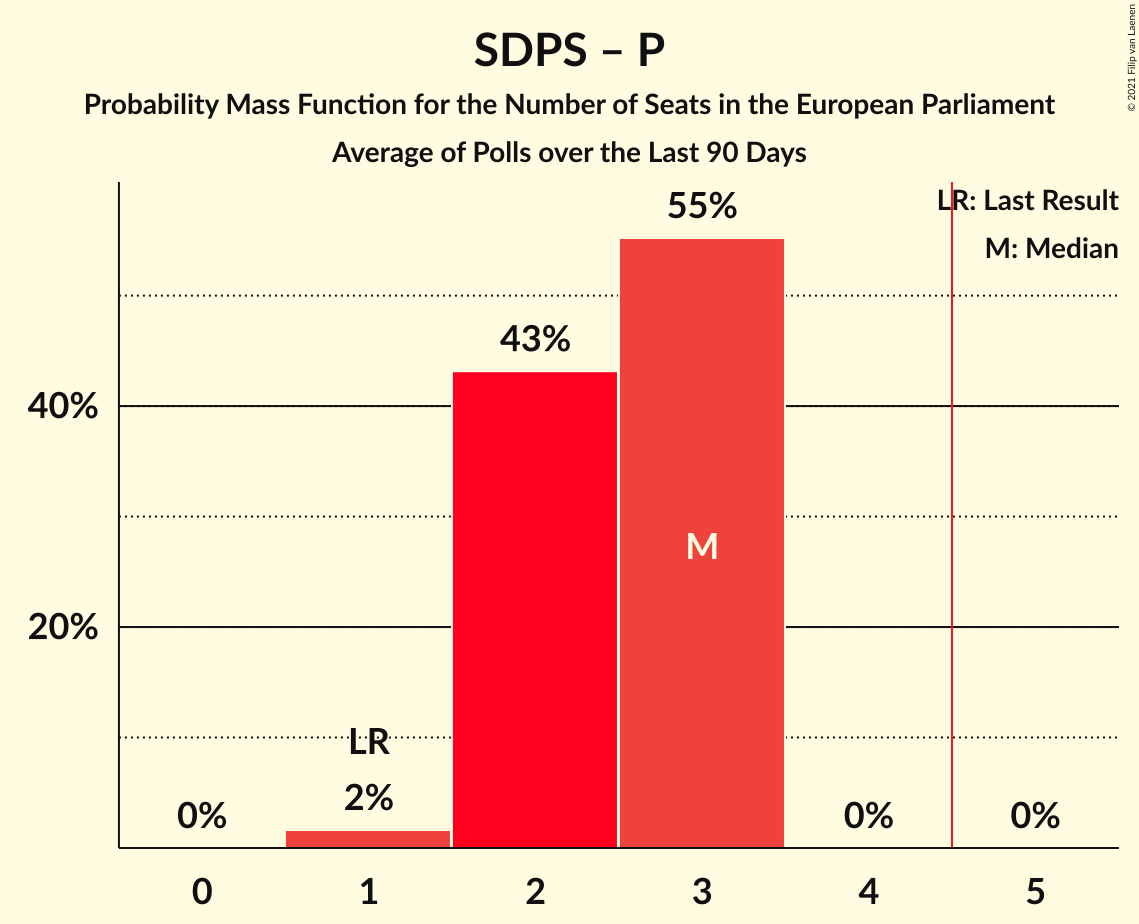 SDPS – P
Probability Mass Function for the Number of Seats in the European Parliament
Average of Polls over the Last 90 Days
© 2021 Filip van Laenen
LR: Last Result
M: Median
55%
43%
40%
M
20%
LR
2%
0%
0%
0%
0 1 2 3 4 5